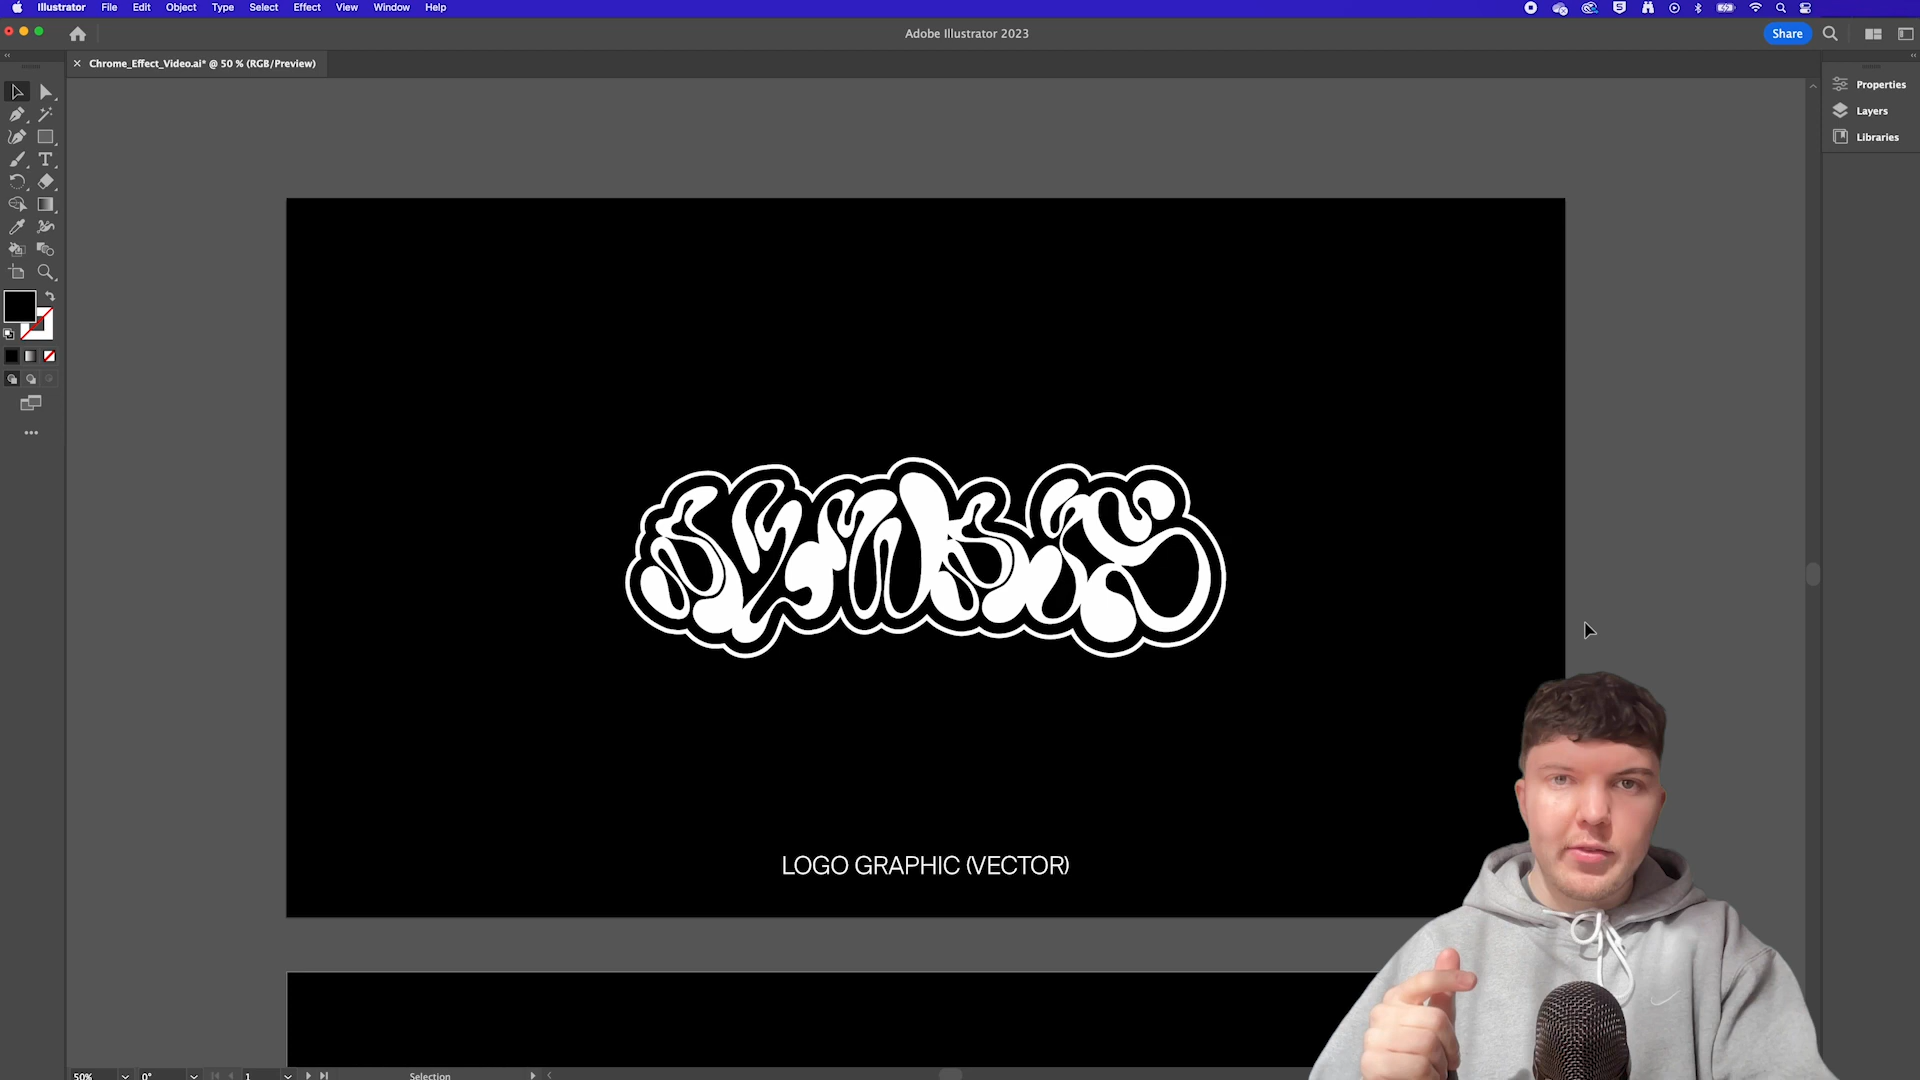 Illustrator File Edit Object Type Select Effect View Window Help
Adobe Illustrator 2023
Share
Chrome_Effect_Video.ai* @ 50 % (RGB/Preview)
Properties
Layers
Libraries
LOGO GRAPHIC (VECTOR)
50% 0° 1 Selection